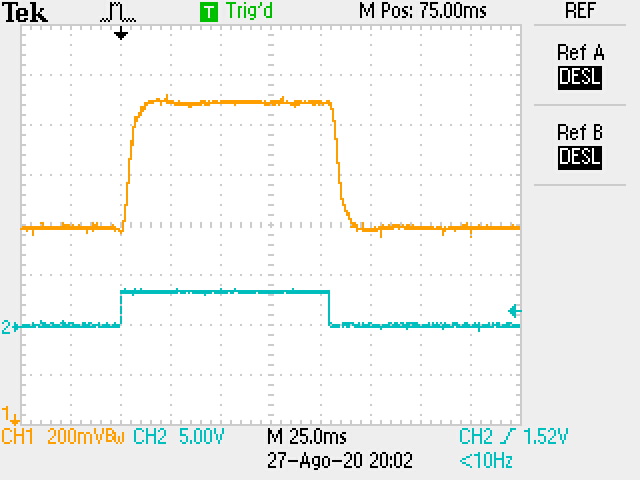 Tek T Trig'd M Pos: 75.00ms REF
Ref A
DESL
Ref B
DESL
2
1
CH1 200mVBw CH2 5.00V M 25.0ms CH2 1.52V
27-Ago-20 20:02 <10Hz